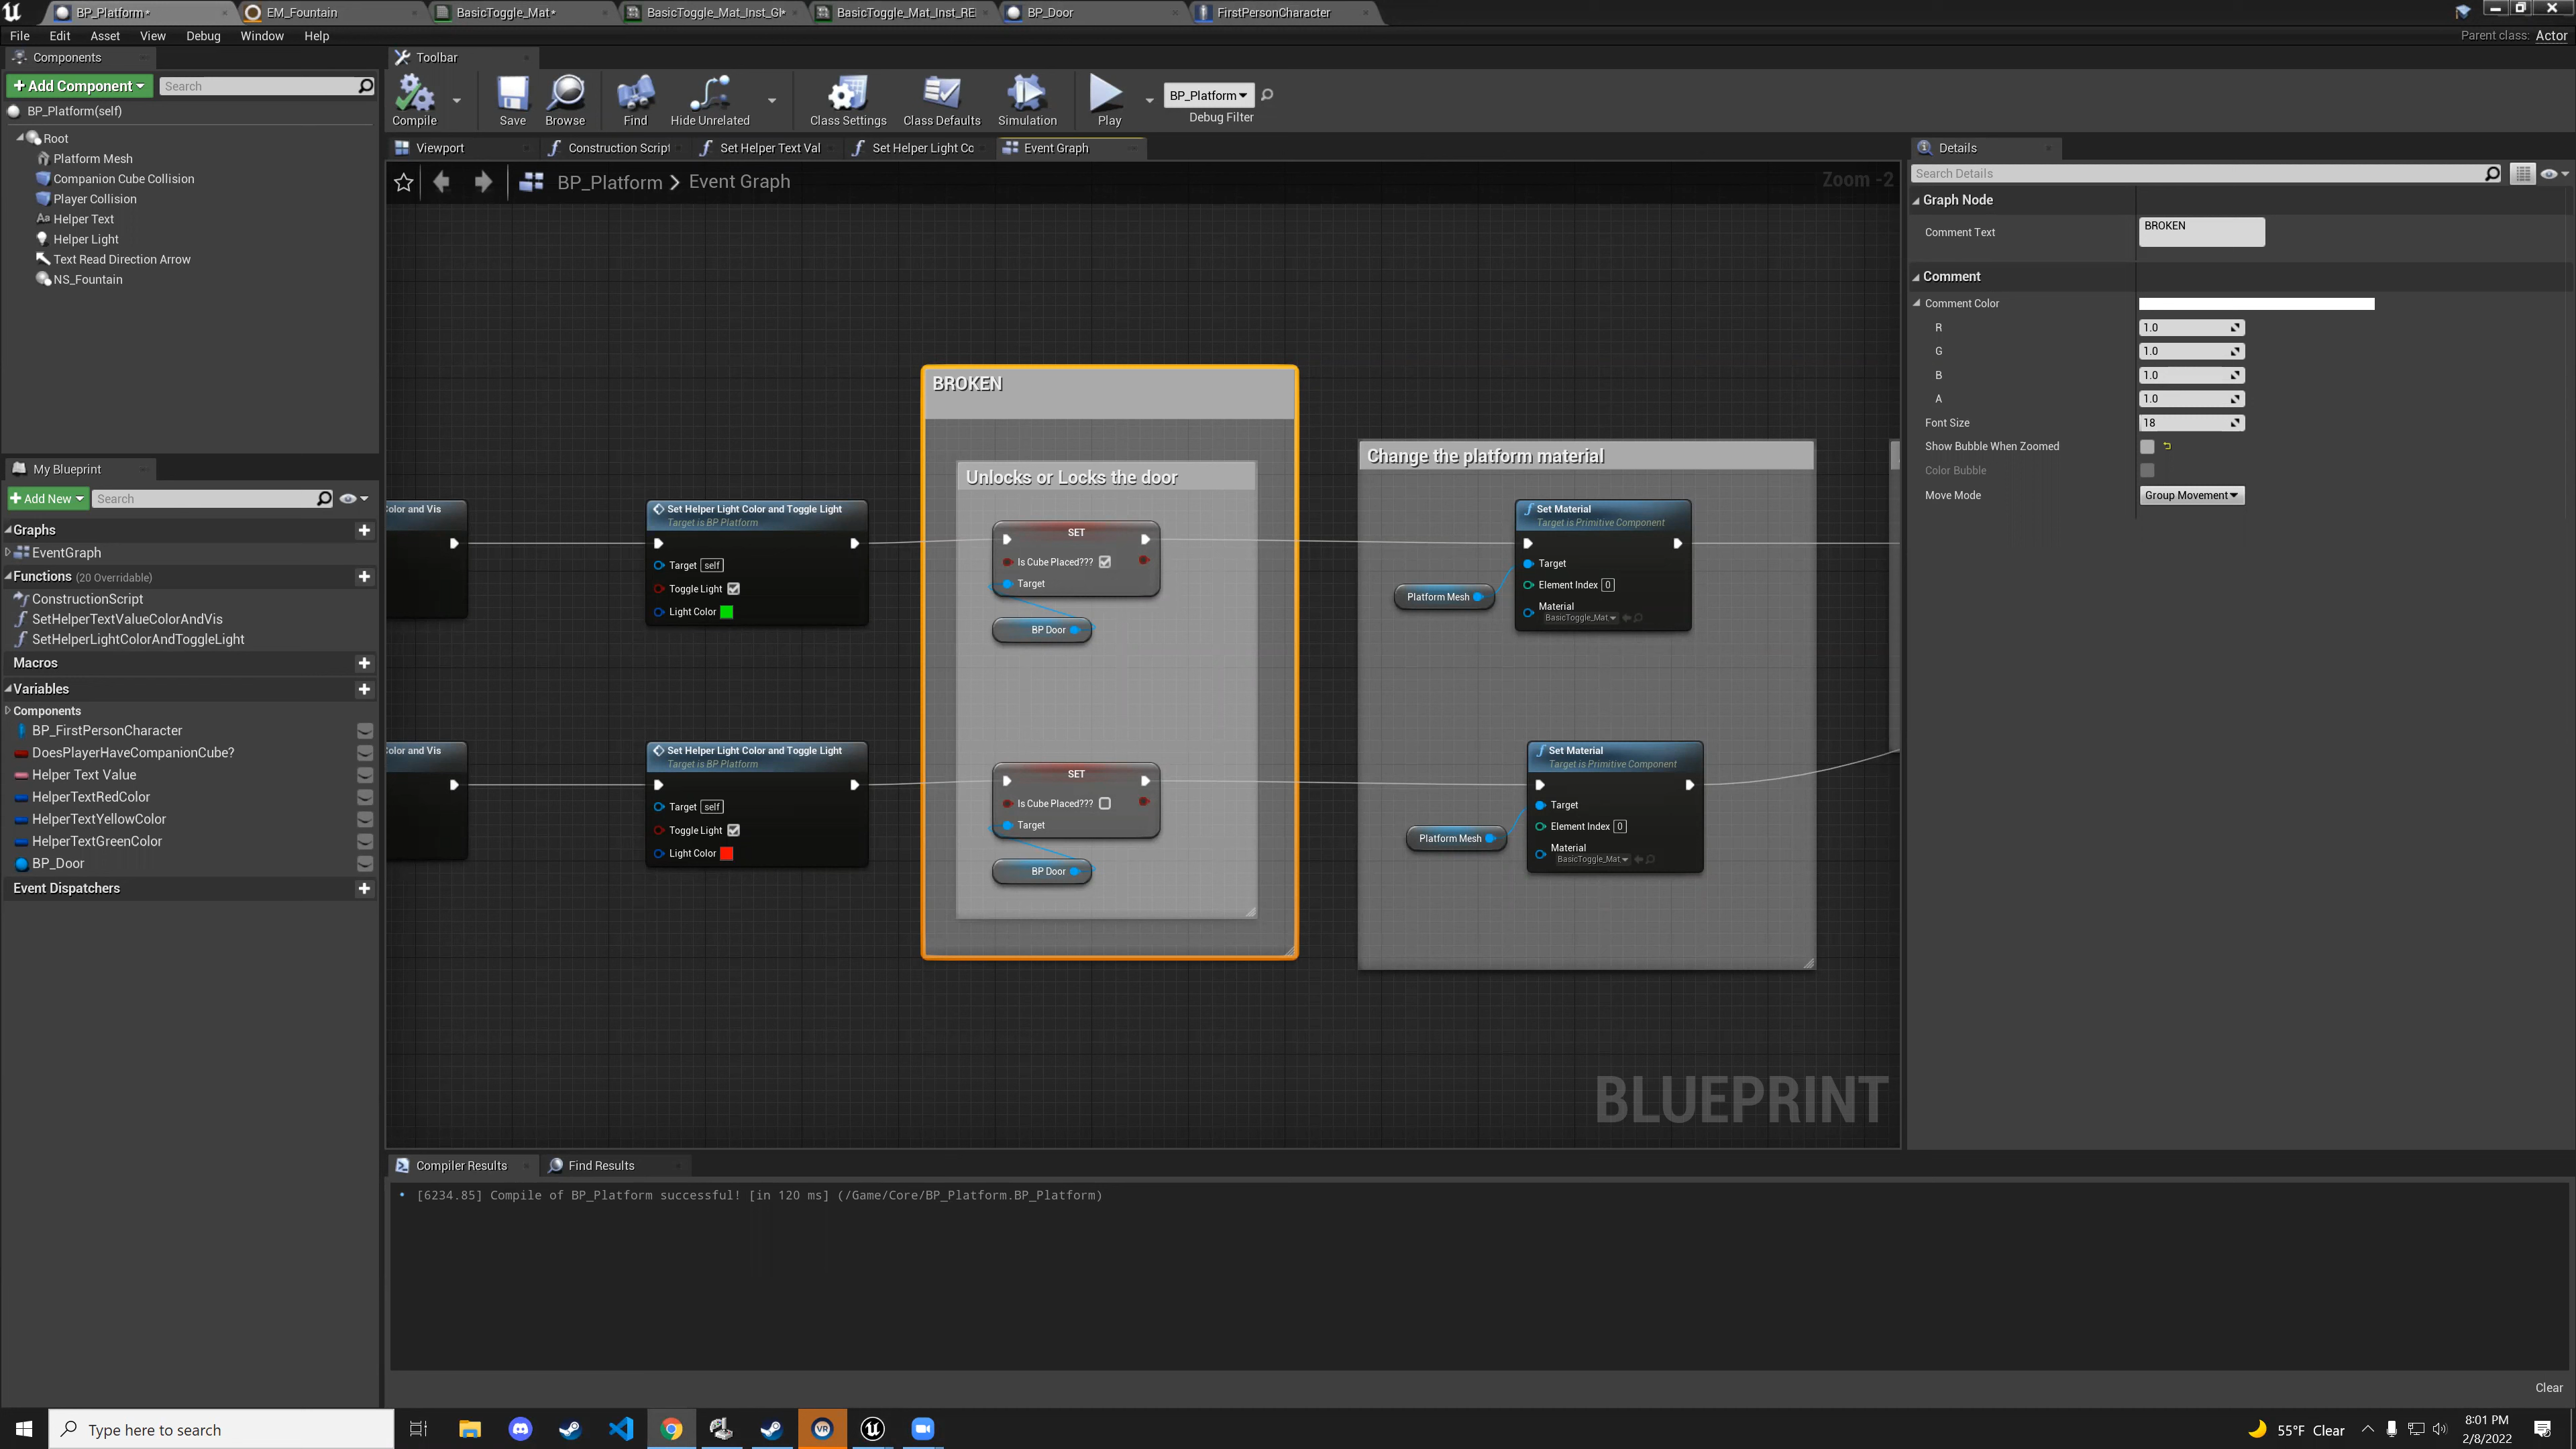 BP_Platform*
EM_Fountain
BasicToggle_Mat*
BasicToggle_Mat_Inst_GI*
BasicToggle_Mat_Inst_RE
BP_Door
FirstPersonCharacter
File Edit Asset View Debug Window Help
Parent class: Actor
Components
+ Add Component
Search
BP_Platform(self)
Root
Platform Mesh
Companion Cube Collision
Player Collision
Helper Text
Helper Light
Text Read Direction Arrow
NS_Fountain
Toolbar
Compile
Save
Browse
Find
Hide Unrelated
Class Settings
Class Defaults
Simulation
Play
BP_Platform
Debug Filter
Viewport
Construction Script
Set Helper Text Val
Set Helper Light Cc
Event Graph
BP_Platform > Event Graph
Zoom -2
BROKEN
Unlocks or Locks the door
Change the platform material
Color and Vis
Set Helper Light Color and Toggle Light
Target is BP Platform
Target self
Toggle Light
Light Color
SET
Is Cube Placed???
Target
BP Door
Platform Mesh
Set Material
Target is Primitive Component
Target
Element Index 0
Material
BasicToggle_Mat
Color and Vis
Set Helper Light Color and Toggle Light
Target is BP Platform
Target self
Toggle Light
Light Color
SET
Is Cube Placed???
Target
BP Door
Platform Mesh
Set Material
Target is Primitive Component
Target
Element Index 0
Material
BasicToggle_Mat
BLUEPRINT
My Blueprint
+ Add New
Search
Graphs
EventGraph
Functions (20 Overridable)
ConstructionScript
SetHelperTextValueColorAndVis
SetHelperLightColorAndToggleLight
Macros
Variables
Components
BP_FirstPersonCharacter
DoesPlayerHaveCompanionCube?
Helper Text Value
HelperTextRedColor
HelperTextYellowColor
HelperTextGreenColor
BP_Door
Event Dispatchers
Details
Search Details
Graph Node
Comment Text
BROKEN
Comment
Comment Color
R 1.0
G 1.0
B 1.0
A 1.0
Font Size 18
Show Bubble When Zoomed
Color Bubble
Move Mode Group Movement
Compiler Results
Find Results
[6234.85] Compile of BP_Platform successful! [in 120 ms] (/Game/Core/BP_Platform.BP_Platform)
Clear
Type here to search
VR
55°F Clear
8:01 PM
2/8/2022